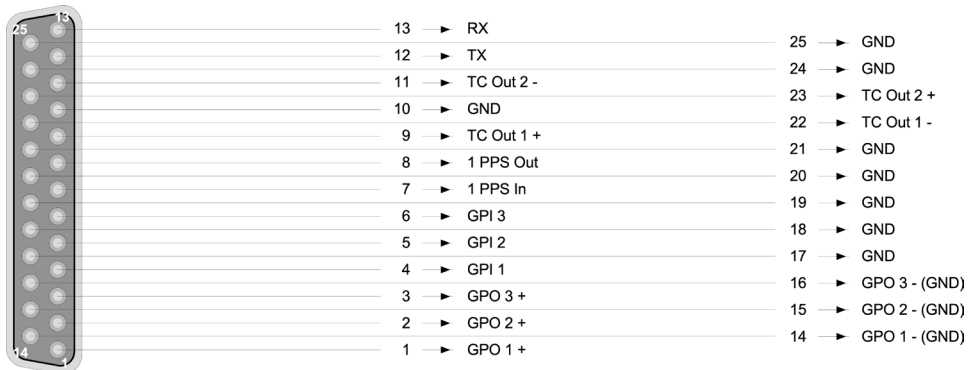 13
25
13 RX
25 GND
12 TX
24 GND
11 TC Out 2 -
23 TC Out 2 +
10 GND
22 TC Out 1 -
9 TC Out 1 +
21 GND
8 1 PPS Out
20 GND
7 1 PPS In
19 GND
6 GPI 3
18 GND
5 GPI 2
17 GND
4 GPI 1
16 GPO 3 - (GND)
3 GPO 3 +
15 GPO 2 - (GND)
2 GPO 2 +
14 GPO 1 - (GND)
1 GPO 1 +
14
1